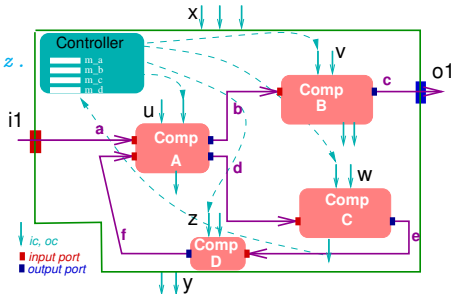 x
Controller
m_a
m_b
m_c
m_d
z.
v
c
o1
Comp
B
u
b
i1
a
Comp
A
d
w
Comp
C
z
f
e
Comp
D
ic, oc
input port
output port
y